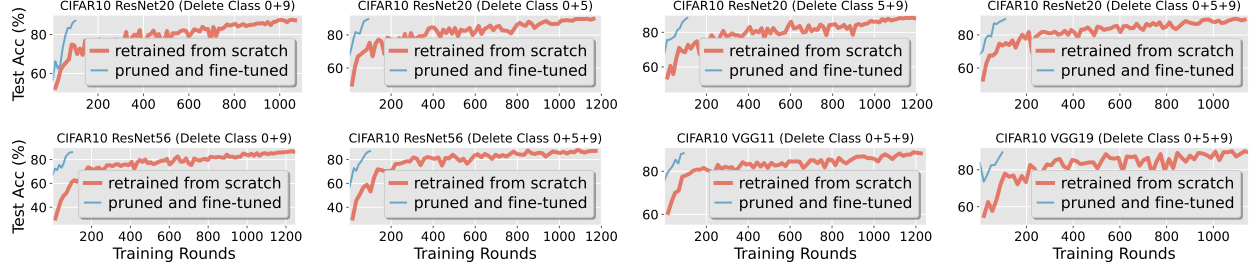 CIFAR10 ResNet20 (Delete Class 0+9)
Test Acc (%)
80
60
retrained from scratch
pruned and fine-tuned
200 400 600 800 1000
CIFAR10 ResNet20 (Delete Class 0+5)
80
60
retrained from scratch
pruned and fine-tuned
200 400 600 800 1000 1200
CIFAR10 ResNet20 (Delete Class 5+9)
80
60
retrained from scratch
pruned and fine-tuned
200 400 600 800 1000 1200
CIFAR10 ResNet20 (Delete Class 0+5+9)
80
60
retrained from scratch
pruned and fine-tuned
200 400 600 800 1000
CIFAR10 ResNet56 (Delete Class 0+9)
Test Acc (%)
80
60
40
retrained from scratch
pruned and fine-tuned
200 400 600 800 1000 1200
Training Rounds
CIFAR10 ResNet56 (Delete Class 0+5+9)
80
60
40
retrained from scratch
pruned and fine-tuned
200 400 600 800 1000 1200
Training Rounds
CIFAR10 VGG11 (Delete Class 0+5+9)
80
60
retrained from scratch
pruned and fine-tuned
200 400 600 800 1000 1200
Training Rounds
CIFAR10 VGG19 (Delete Class 0+5+9)
80
60
retrained from scratch
pruned and fine-tuned
200 400 600 800 1000
Training Rounds